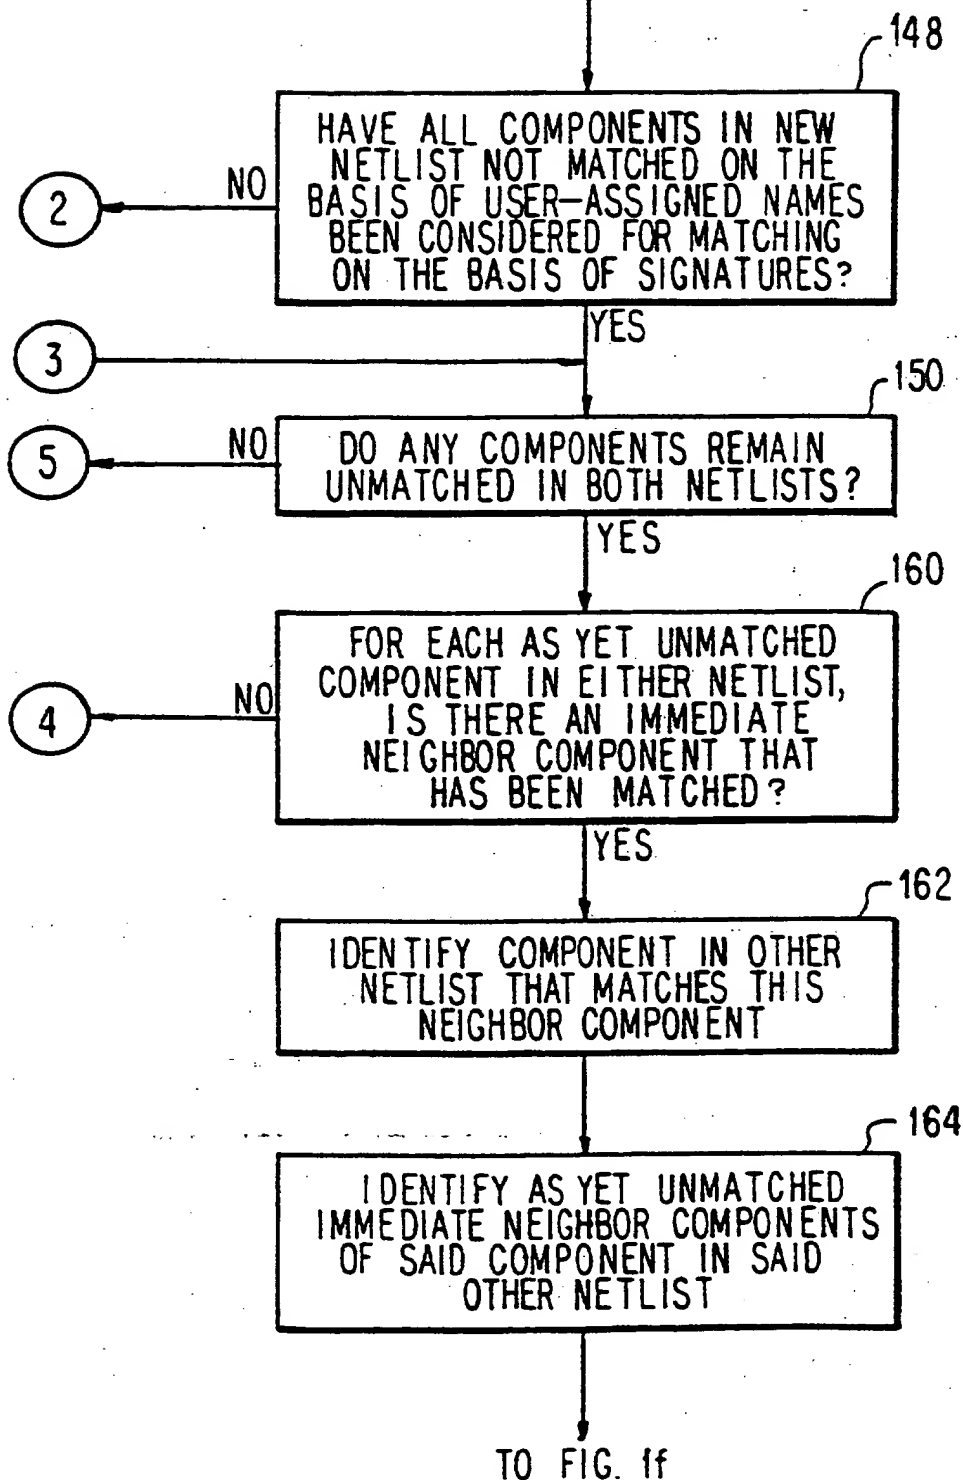 148
HAVE ALL COMPONENTS IN NEW
NETLIST NOT MATCHED ON THE
BASIS OF USER-ASSIGNED NAMES
BEEN CONSIDERED FOR MATCHING
ON THE BASIS OF SIGNATURES?
NO
2
YES
3
150
DO ANY COMPONENTS REMAIN
UNMATCHED IN BOTH NETLISTS?
NO
5
YES
160
FOR EACH AS YET UNMATCHED
COMPONENT IN EITHER NETLIST,
IS THERE AN IMMEDIATE
NEIGHBOR COMPONENT THAT
HAS BEEN MATCHED?
NO
4
YES
162
IDENTIFY COMPONENT IN OTHER
NETLIST THAT MATCHES THIS
NEIGHBOR COMPONENT
164
IDENTIFY AS YET UNMATCHED
IMMEDIATE NEIGHBOR COMPONENTS
OF SAID COMPONENT IN SAID
OTHER NETLIST
TO FIG. 1f